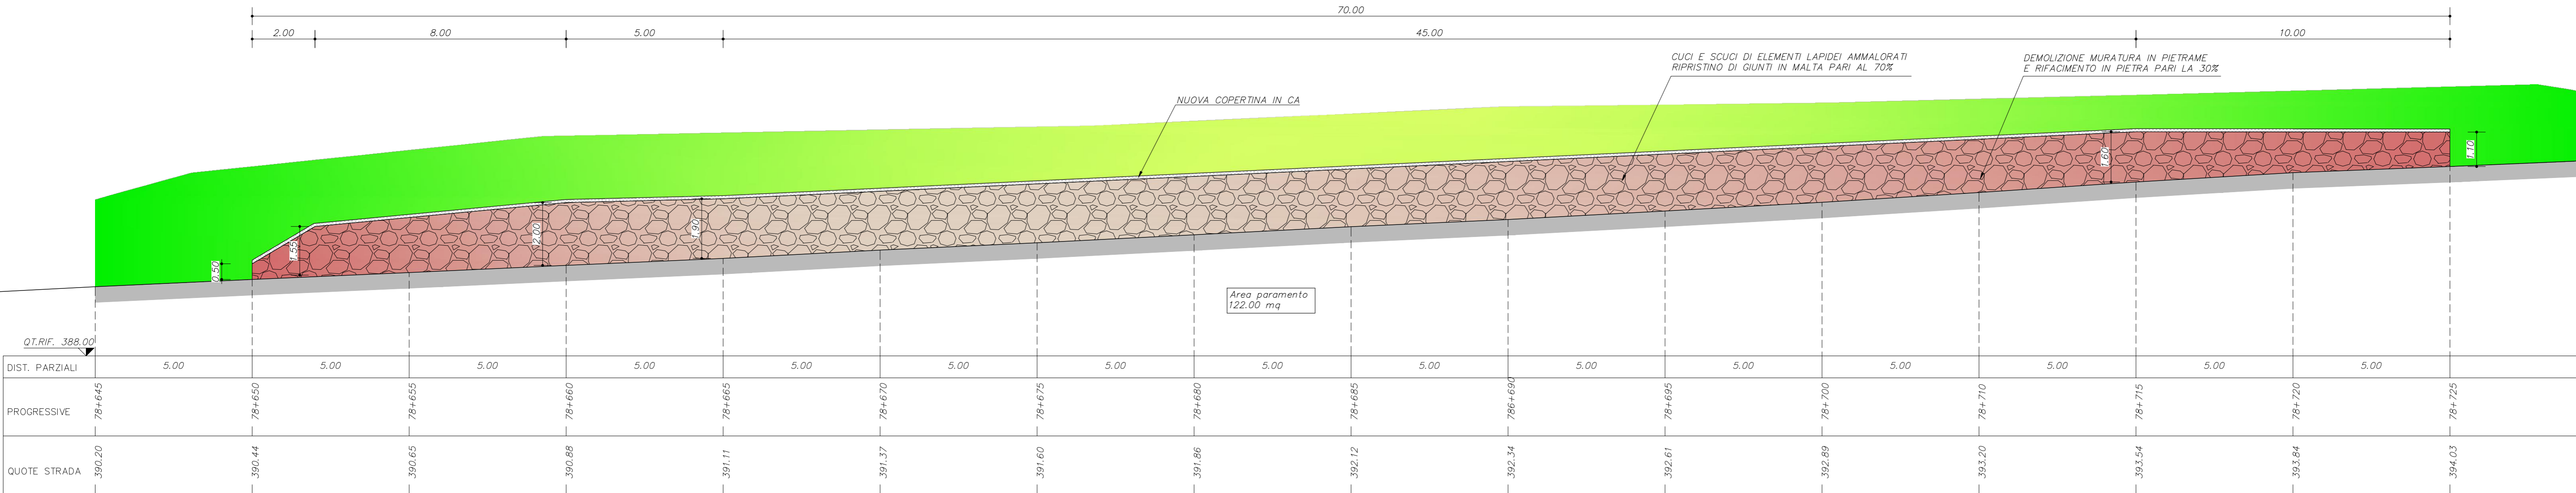 70.00
2.00 8.00 5.00 45.00 10.00
CUCI E SCUCI DI ELEMENTI LAPIDEI AMMALORATI
RIPRISTINO DI GIUNTI IN MALTA PARI AL 70%
DEMOLIZIONE MURATURA IN PIETRAME
E RIFACIMENTO IN PIETRA PARI LA 30%
NUOVA COPERTINA IN CA
0.50
1.55
2.00
1.90
1.60
1.10
Area paramento
122.00 mq
QT.RIF. 388.00
DIST. PARZIALI 5.00 5.00 5.00 5.00 5.00 5.00 5.00 5.00 5.00 5.00 5.00 5.00 5.00 5.00 5.00
PROGRESSIVE 78+645 78+650 78+655 78+660 78+665 78+670 78+675 78+680 78+685 786+690 78+695 78+700 78+710 78+715 78+720 78+725
QUOTE STRADA 390.20 390.44 390.65 390.88 391.11 391.37 391.60 391.86 392.12 392.34 392.61 392.89 393.20 393.54 393.84 394.03